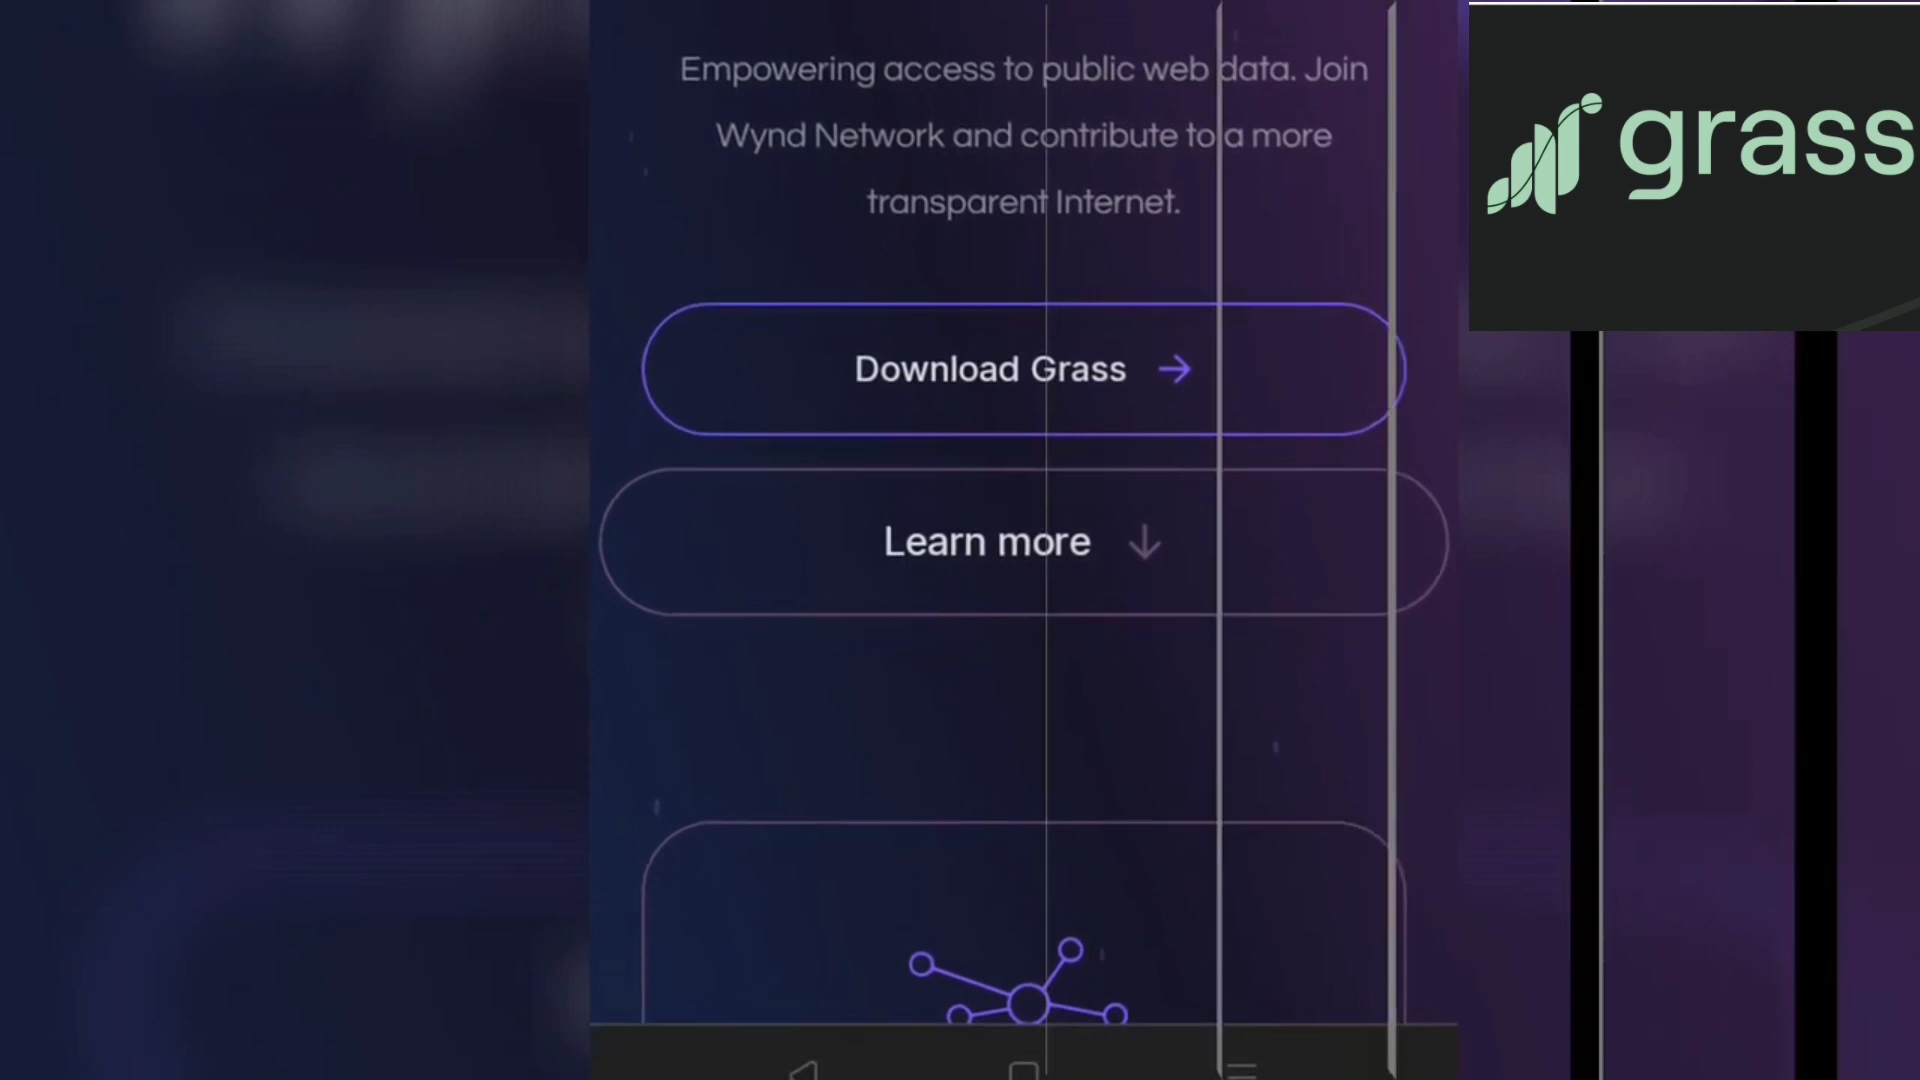 Empowering access to public web data. Join
Wynd Network and contribute to a more
transparent Internet.
Download Grass
Learn more
grass